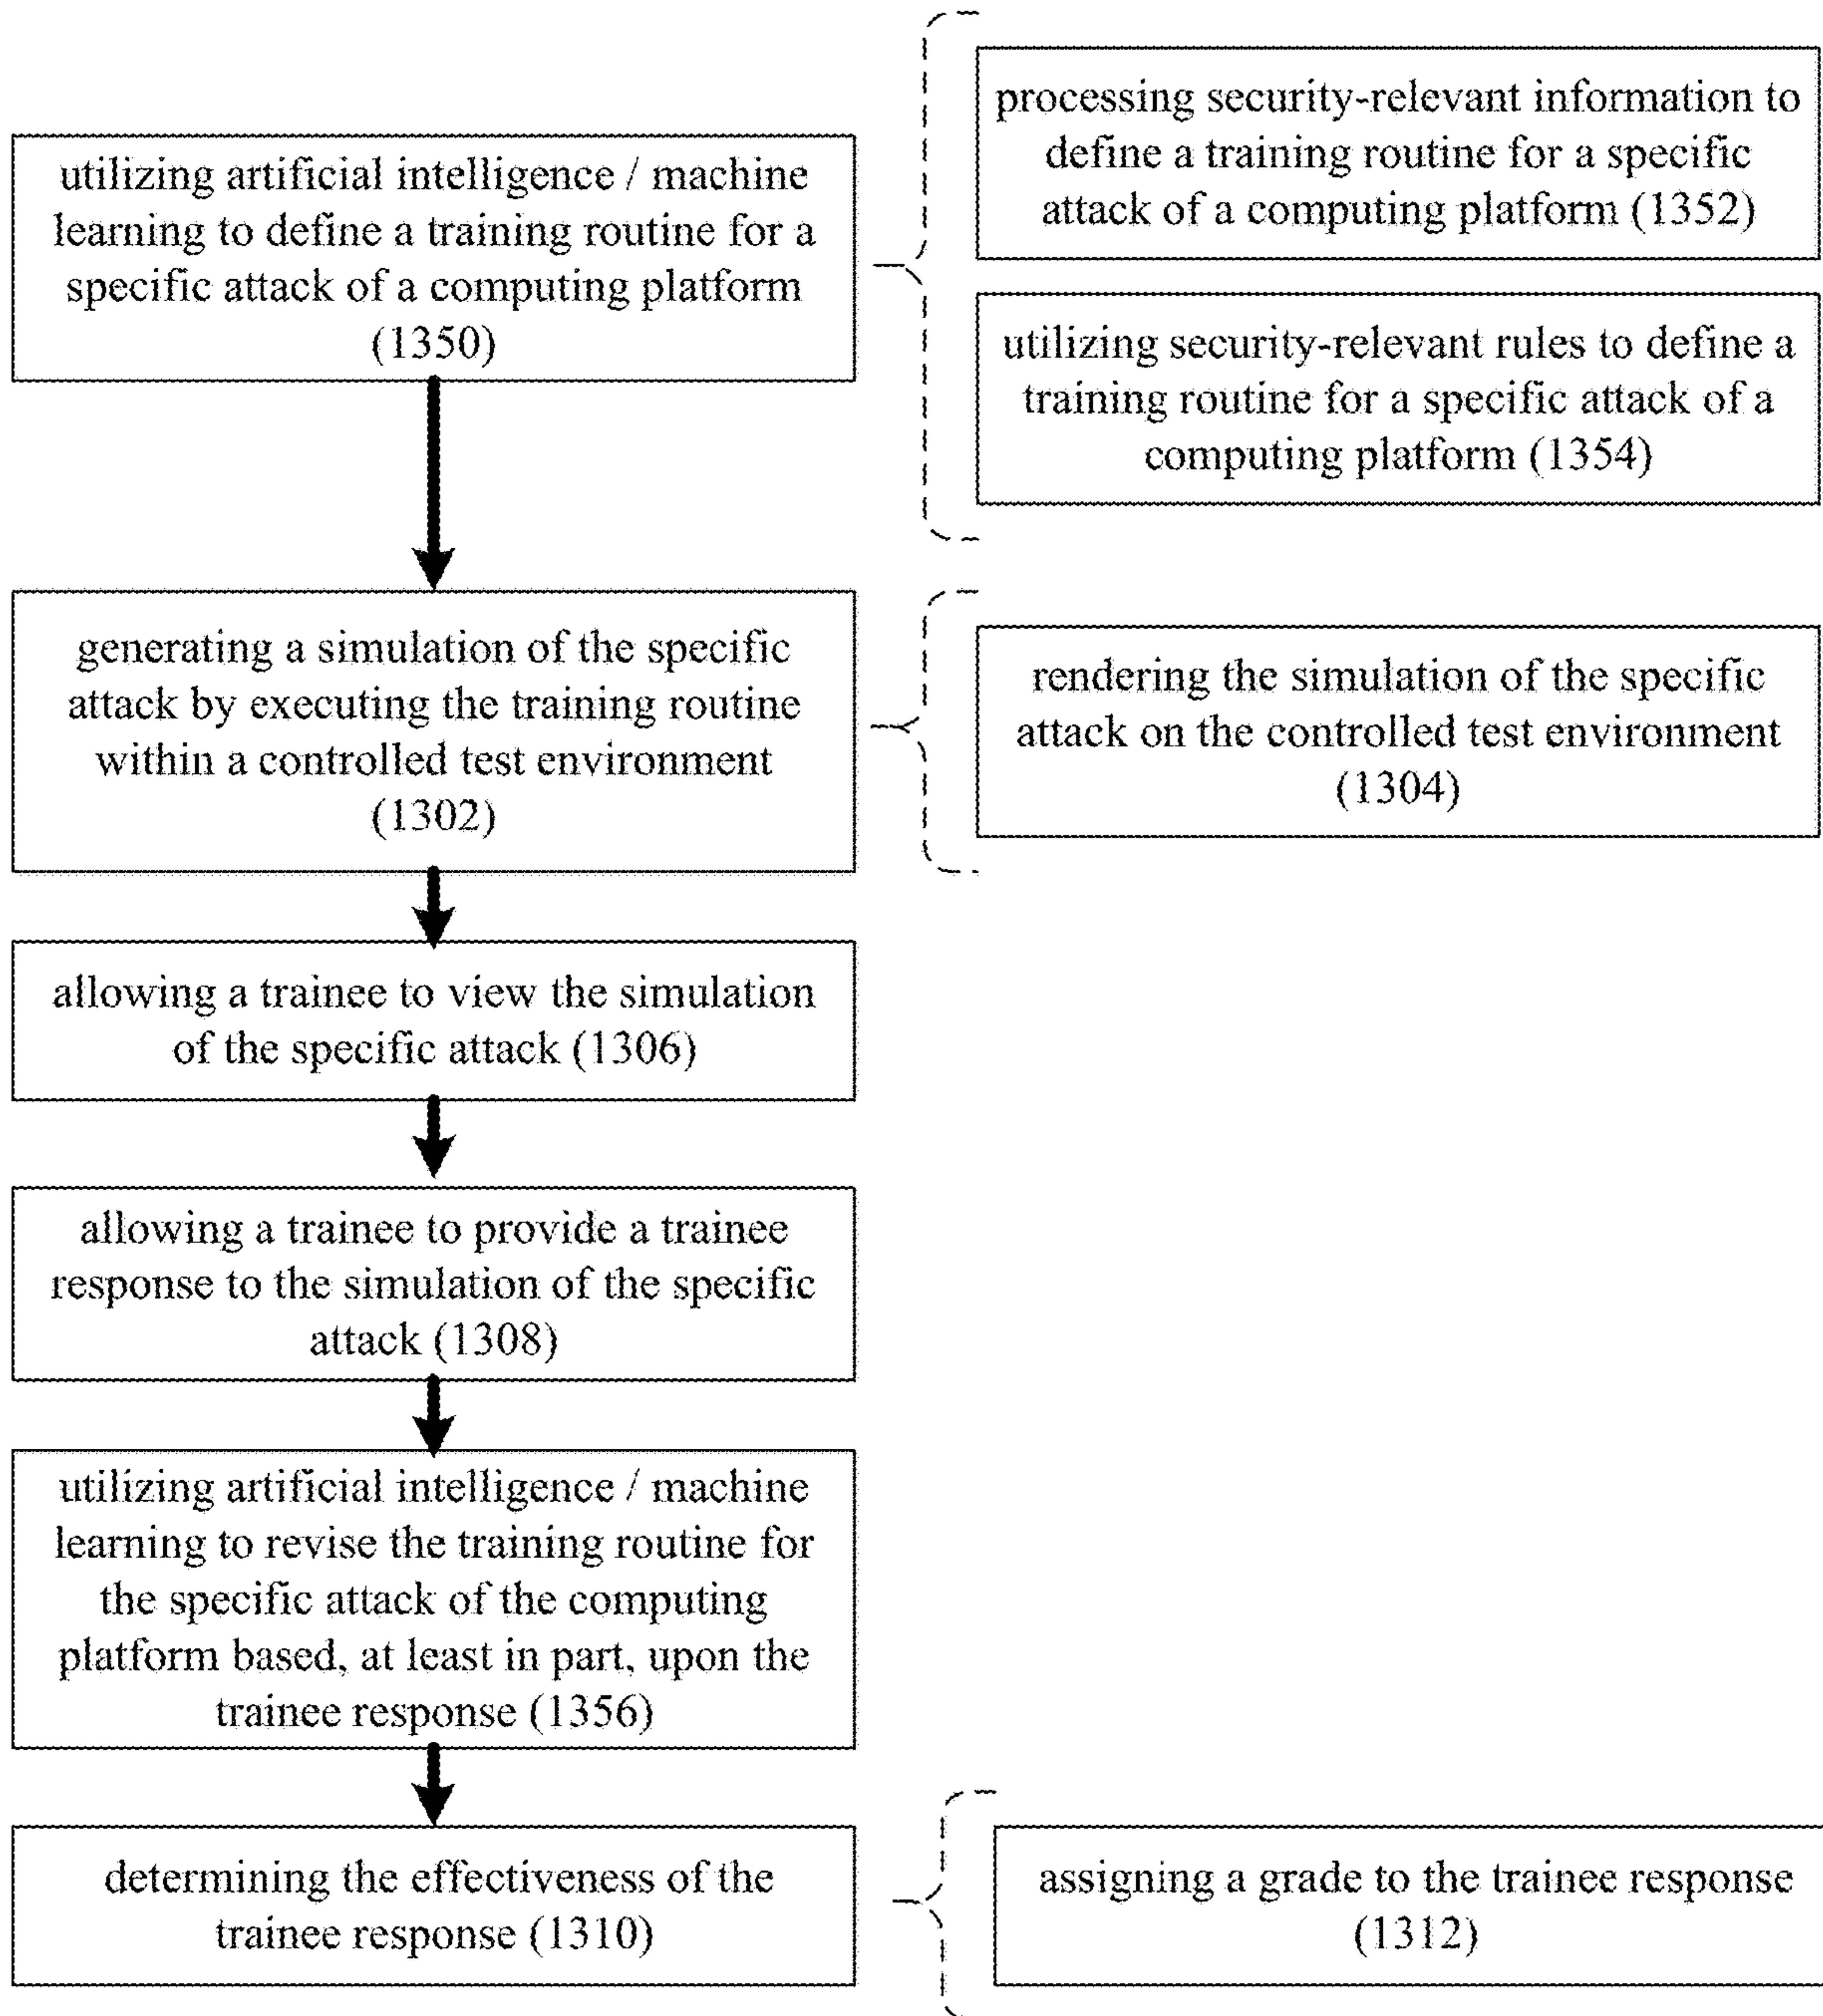 utilizing artificial intelligence / machine
learning to define a training routine for a
specific attack of a computing platform
(1350)
processing security-relevant information to
define a training routine for a specific
attack of a computing platform (1352)
utilizing security-relevant rules to define a
training routine for a specific attack of a
computing platform (1354)
generating a simulation of the specific
attack by executing the training routine
within a controlled test environment
(1302)
rendering the simulation of the specific
attack on the controlled test environment
(1304)
allowing a trainee to view the simulation
of the specific attack (1306)
allowing a trainee to provide a trainee
response to the simulation of the specific
attack (1308)
utilizing artificial intelligence / machine
learning to revise the training routine for
the specific attack of the computing
platform based, at least in part, upon the
trainee response (1356)
determining the effectiveness of the
trainee response (1310)
assigning a grade to the trainee response
(1312)